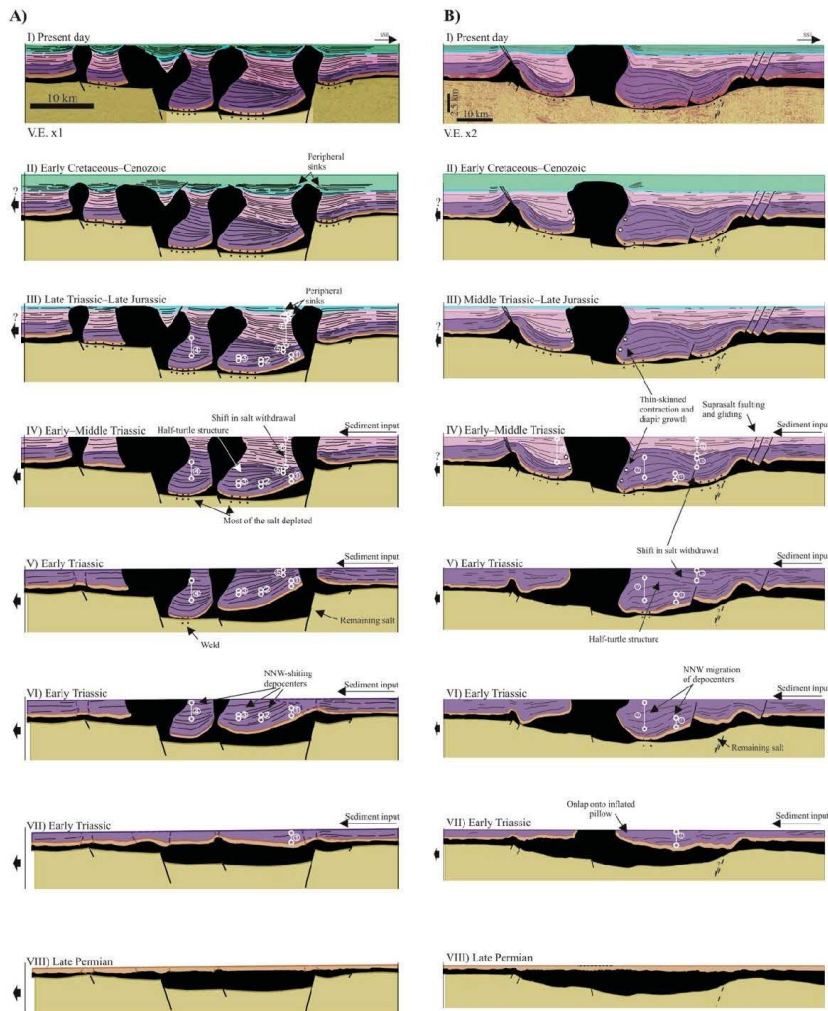 A)
I) Present day
SSE
10 km
V.E. x1
II) Early Cretaceous–Cenozoic
Peripheral
sinks
?
III) Late Triassic–Late Jurassic
Peripheral
sinks
?
IV) Early–Middle Triassic
Half-turtle structure
Shift in salt withdrawal
Sediment input
Most of the salt depleted
V) Early Triassic
Sediment input
Remaining salt
Weld
VI) Early Triassic
NNW-shiting
depocenters
Sediment input
VII) Early Triassic
Sediment input
VIII) Late Permian
B)
I) Present day
SSE
2.5 km
10 km
V.E. x2
II) Early Cretaceous–Cenozoic
?
III) Middle Triassic–Late Jurassic
?
Thin-skinned
contraction and
diapir growth
Suprasalt faulting
and gliding
IV) Early–Middle Triassic
Sediment input
?
Shift in salt withdrawal
V) Early Triassic
Sediment input
Half-turtle structure
VI) Early Triassic
NNW migration
of depocenters
Sediment input
Remaining salt
Onlap onto inflated
pillow
VII) Early Triassic
Sediment input
VIII) Late Permian